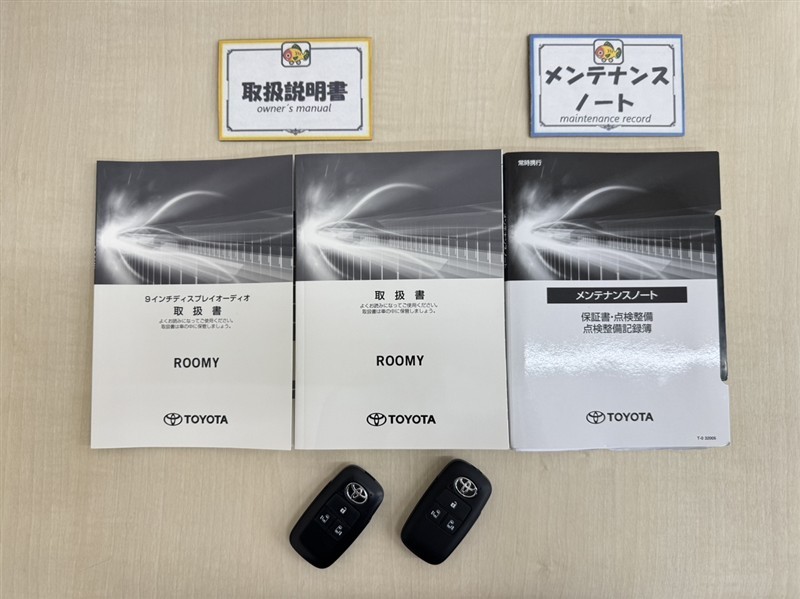 取扱説明書
owner's manual
メンテナンス
ノート
maintenance record
9インチディスプレイオーディオ
取扱書
よくお読みになってご使用ください。
取扱書は車の中に保管しましょう。
ROOMY
TOYOTA
取扱書
よくお読みになってご使用ください。
取扱書は車の中に保管しましょう。
ROOMY
TOYOTA
常時携行
メンテナンスノート
保証書・点検整備
点検整備記録簿
TOYOTA